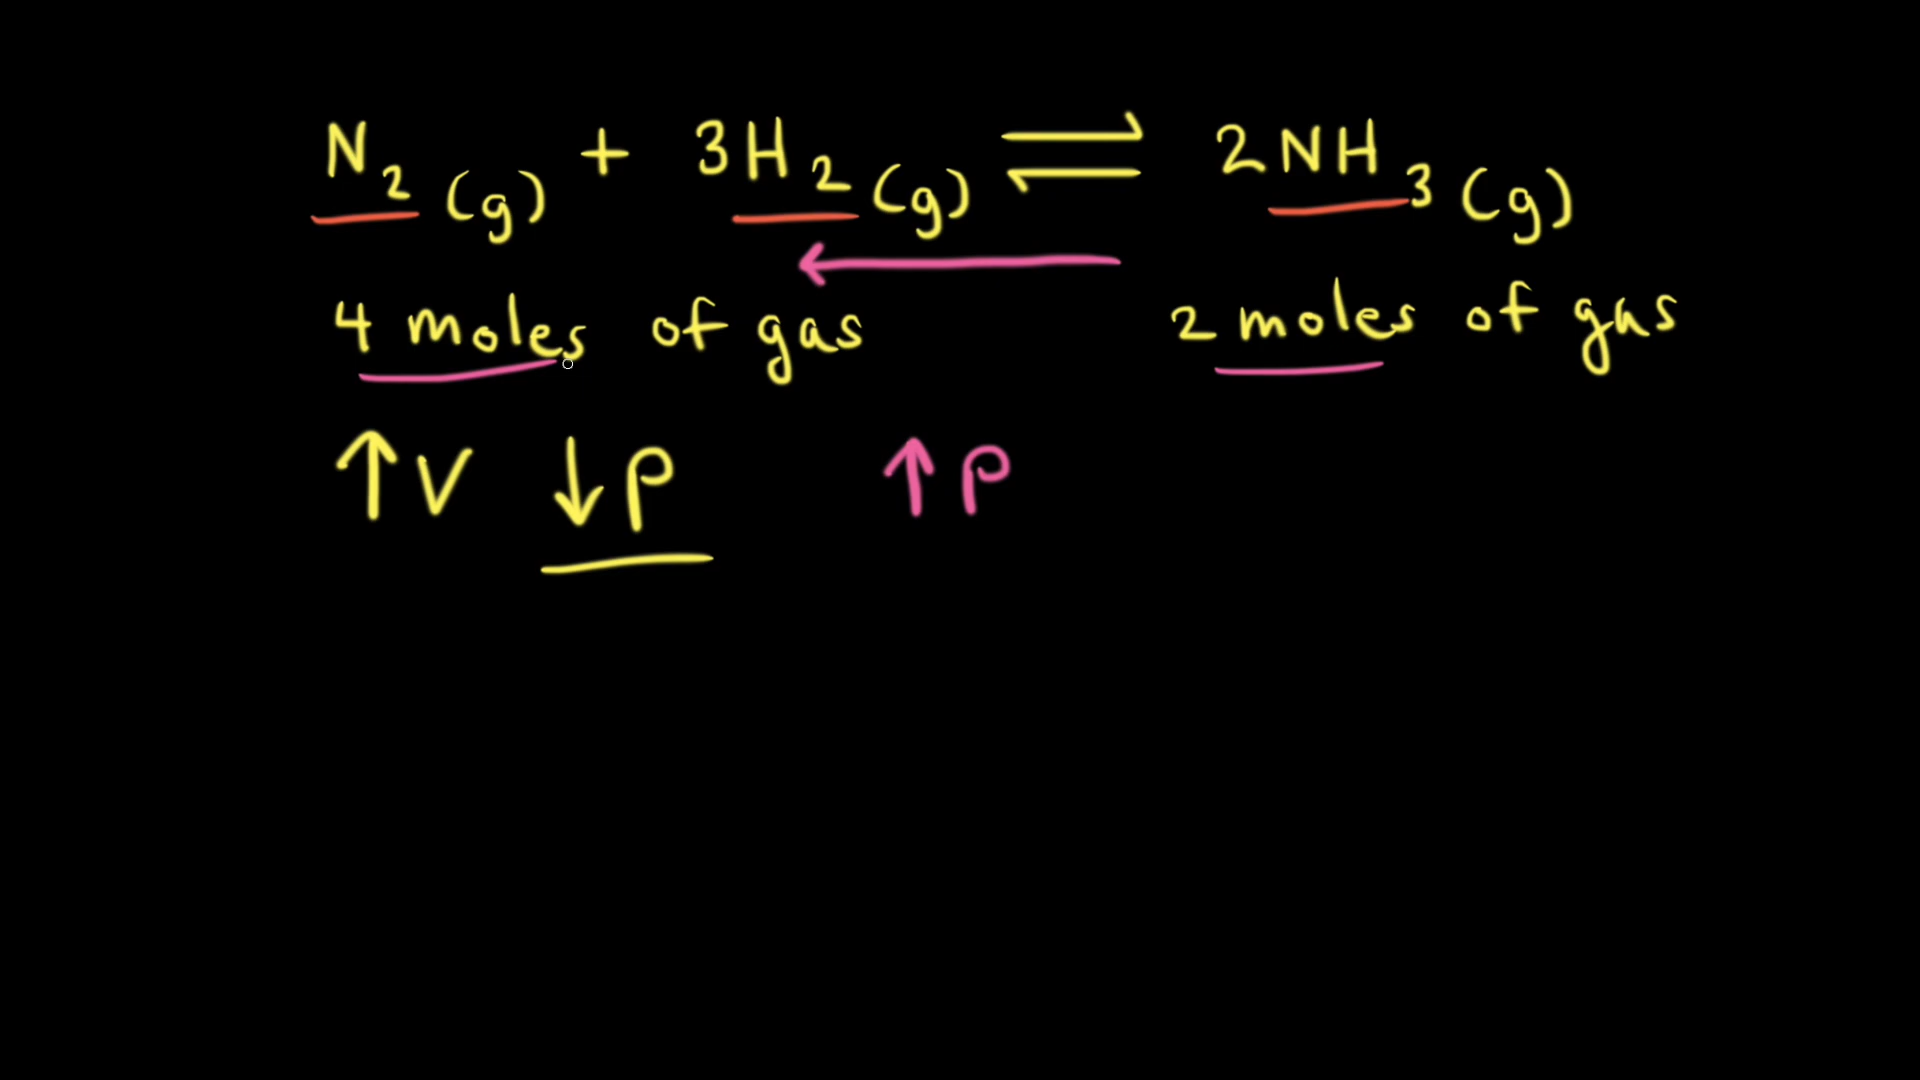 N₂(g) + 3H₂(g) ⇌ 2NH₃(g)
←
4 moles of gas 2 moles of gas
↑V ↓P ↑P